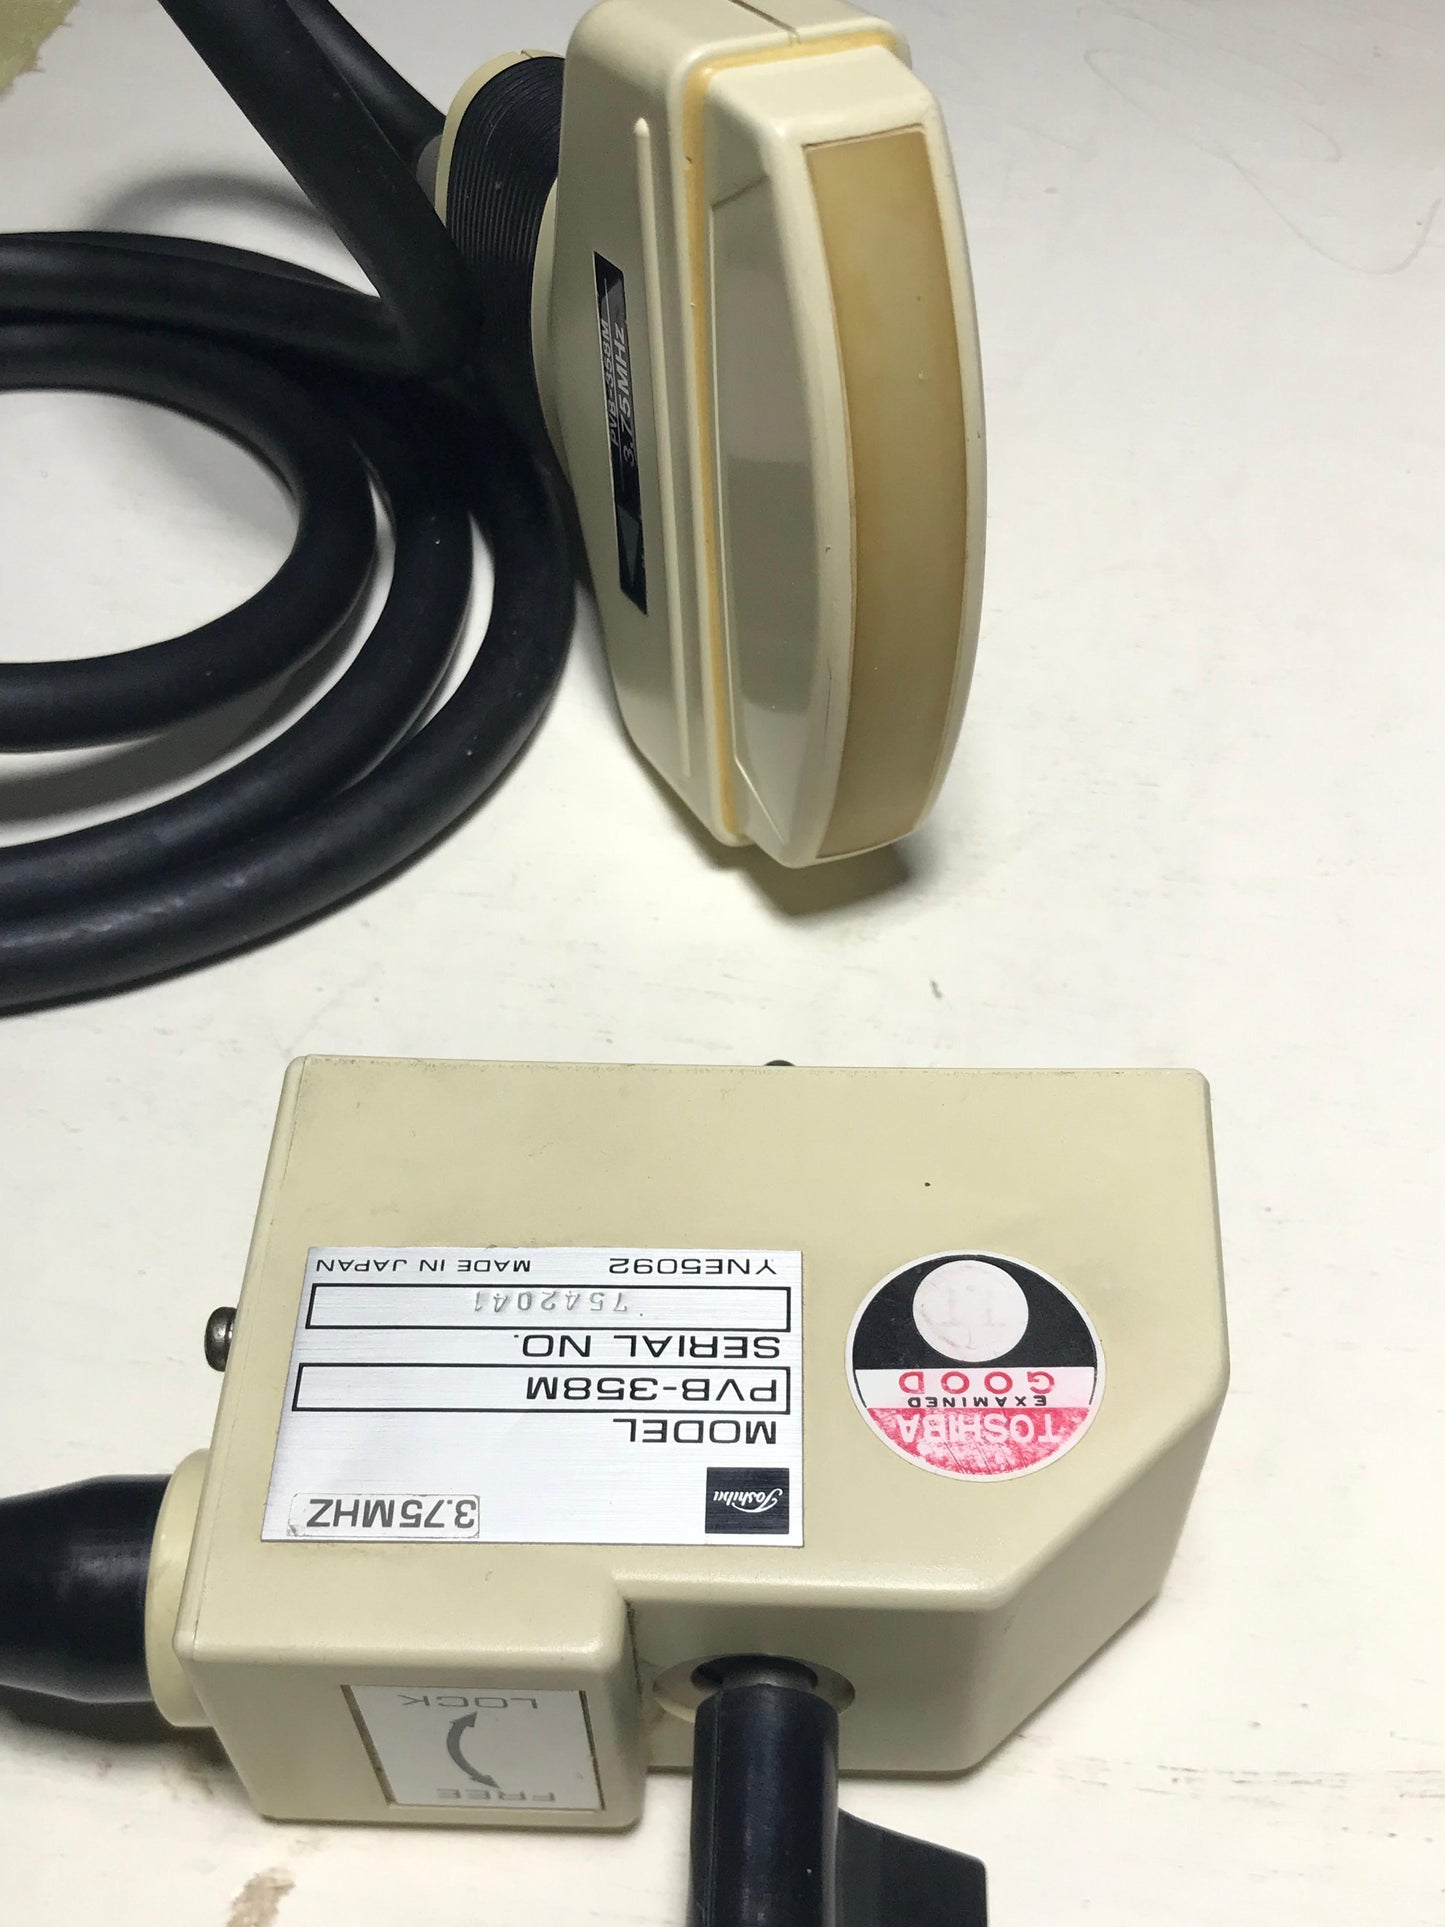 PVB-358M
3.75MHz
Toshiba
3.75MHZ
MODEL
PVB-358M
SERIAL NO.
7542041
YNE5092 MADE IN JAPAN
TOSHIBA
EXAMINED
GOOD
FREE
LOCK